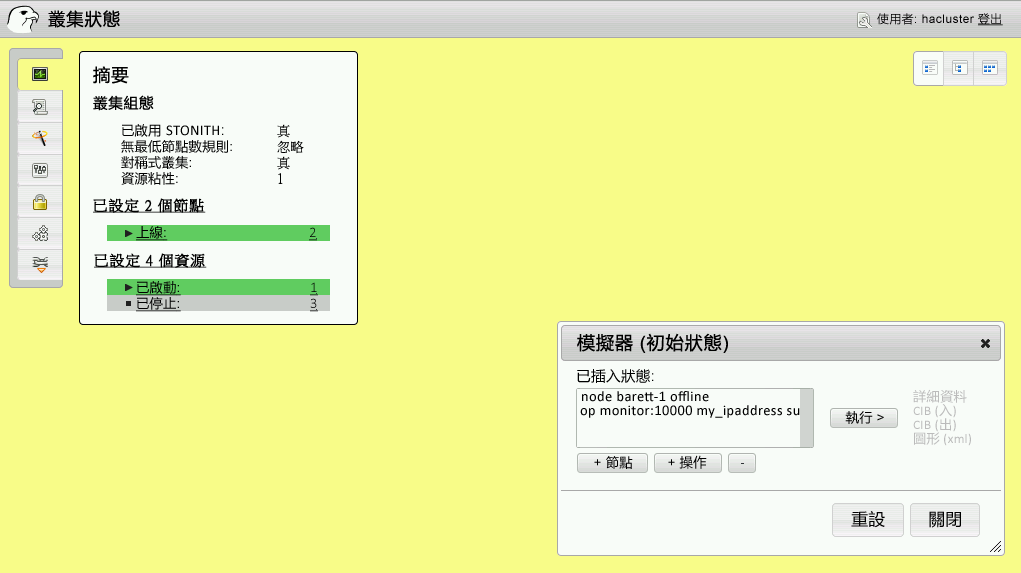 叢集狀態
使用者: hacluster 登出
摘要
叢集組態
已啟用 STONITH: 真
無最低節點數規則: 忽略
對稱式叢集: 真
資源粘性: 1
已設定 2 個節點
上線: 2
已設定 4 個資源
已啟動: 1
已停止: 3
模擬器 (初始狀態)
已插入狀態:
node barett-1 offline
op monitor:10000 my_ipaddress su
+ 節點 + 操作 -
執行 >
詳細資料
CIB (入)
CIB (出)
圖形 (xml)
重設 關閉